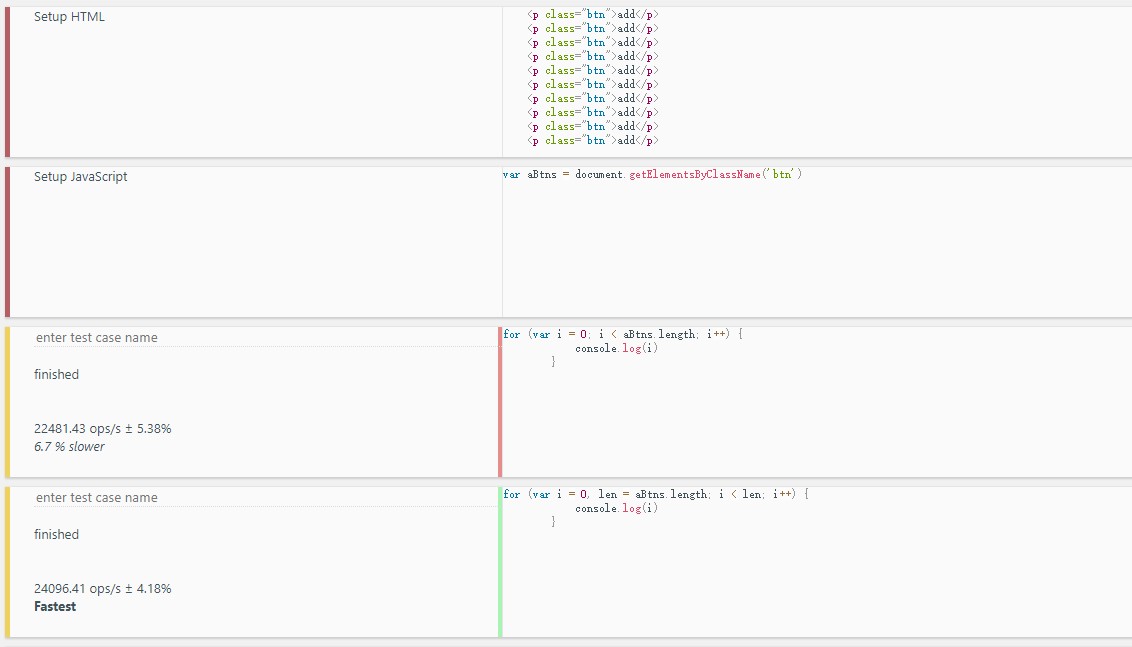 Setup HTML
<p class="btn">add</p>
<p class="btn">add</p>
<p class="btn">add</p>
<p class="btn">add</p>
<p class="btn">add</p>
<p class="btn">add</p>
<p class="btn">add</p>
<p class="btn">add</p>
<p class="btn">add</p>
<p class="btn">add</p>
Setup JavaScript
var aBtns = document.getElementsByClassName('btn')
enter test case name
finished
22481.43 ops/s ± 5.38%
6.7 % slower
for (var i = 0; i < aBtns.length; i++) {
console.log(i)
}
enter test case name
finished
24096.41 ops/s ± 4.18%
Fastest
for (var i = 0, len = aBtns.length; i < len; i++) {
console.log(i)
}